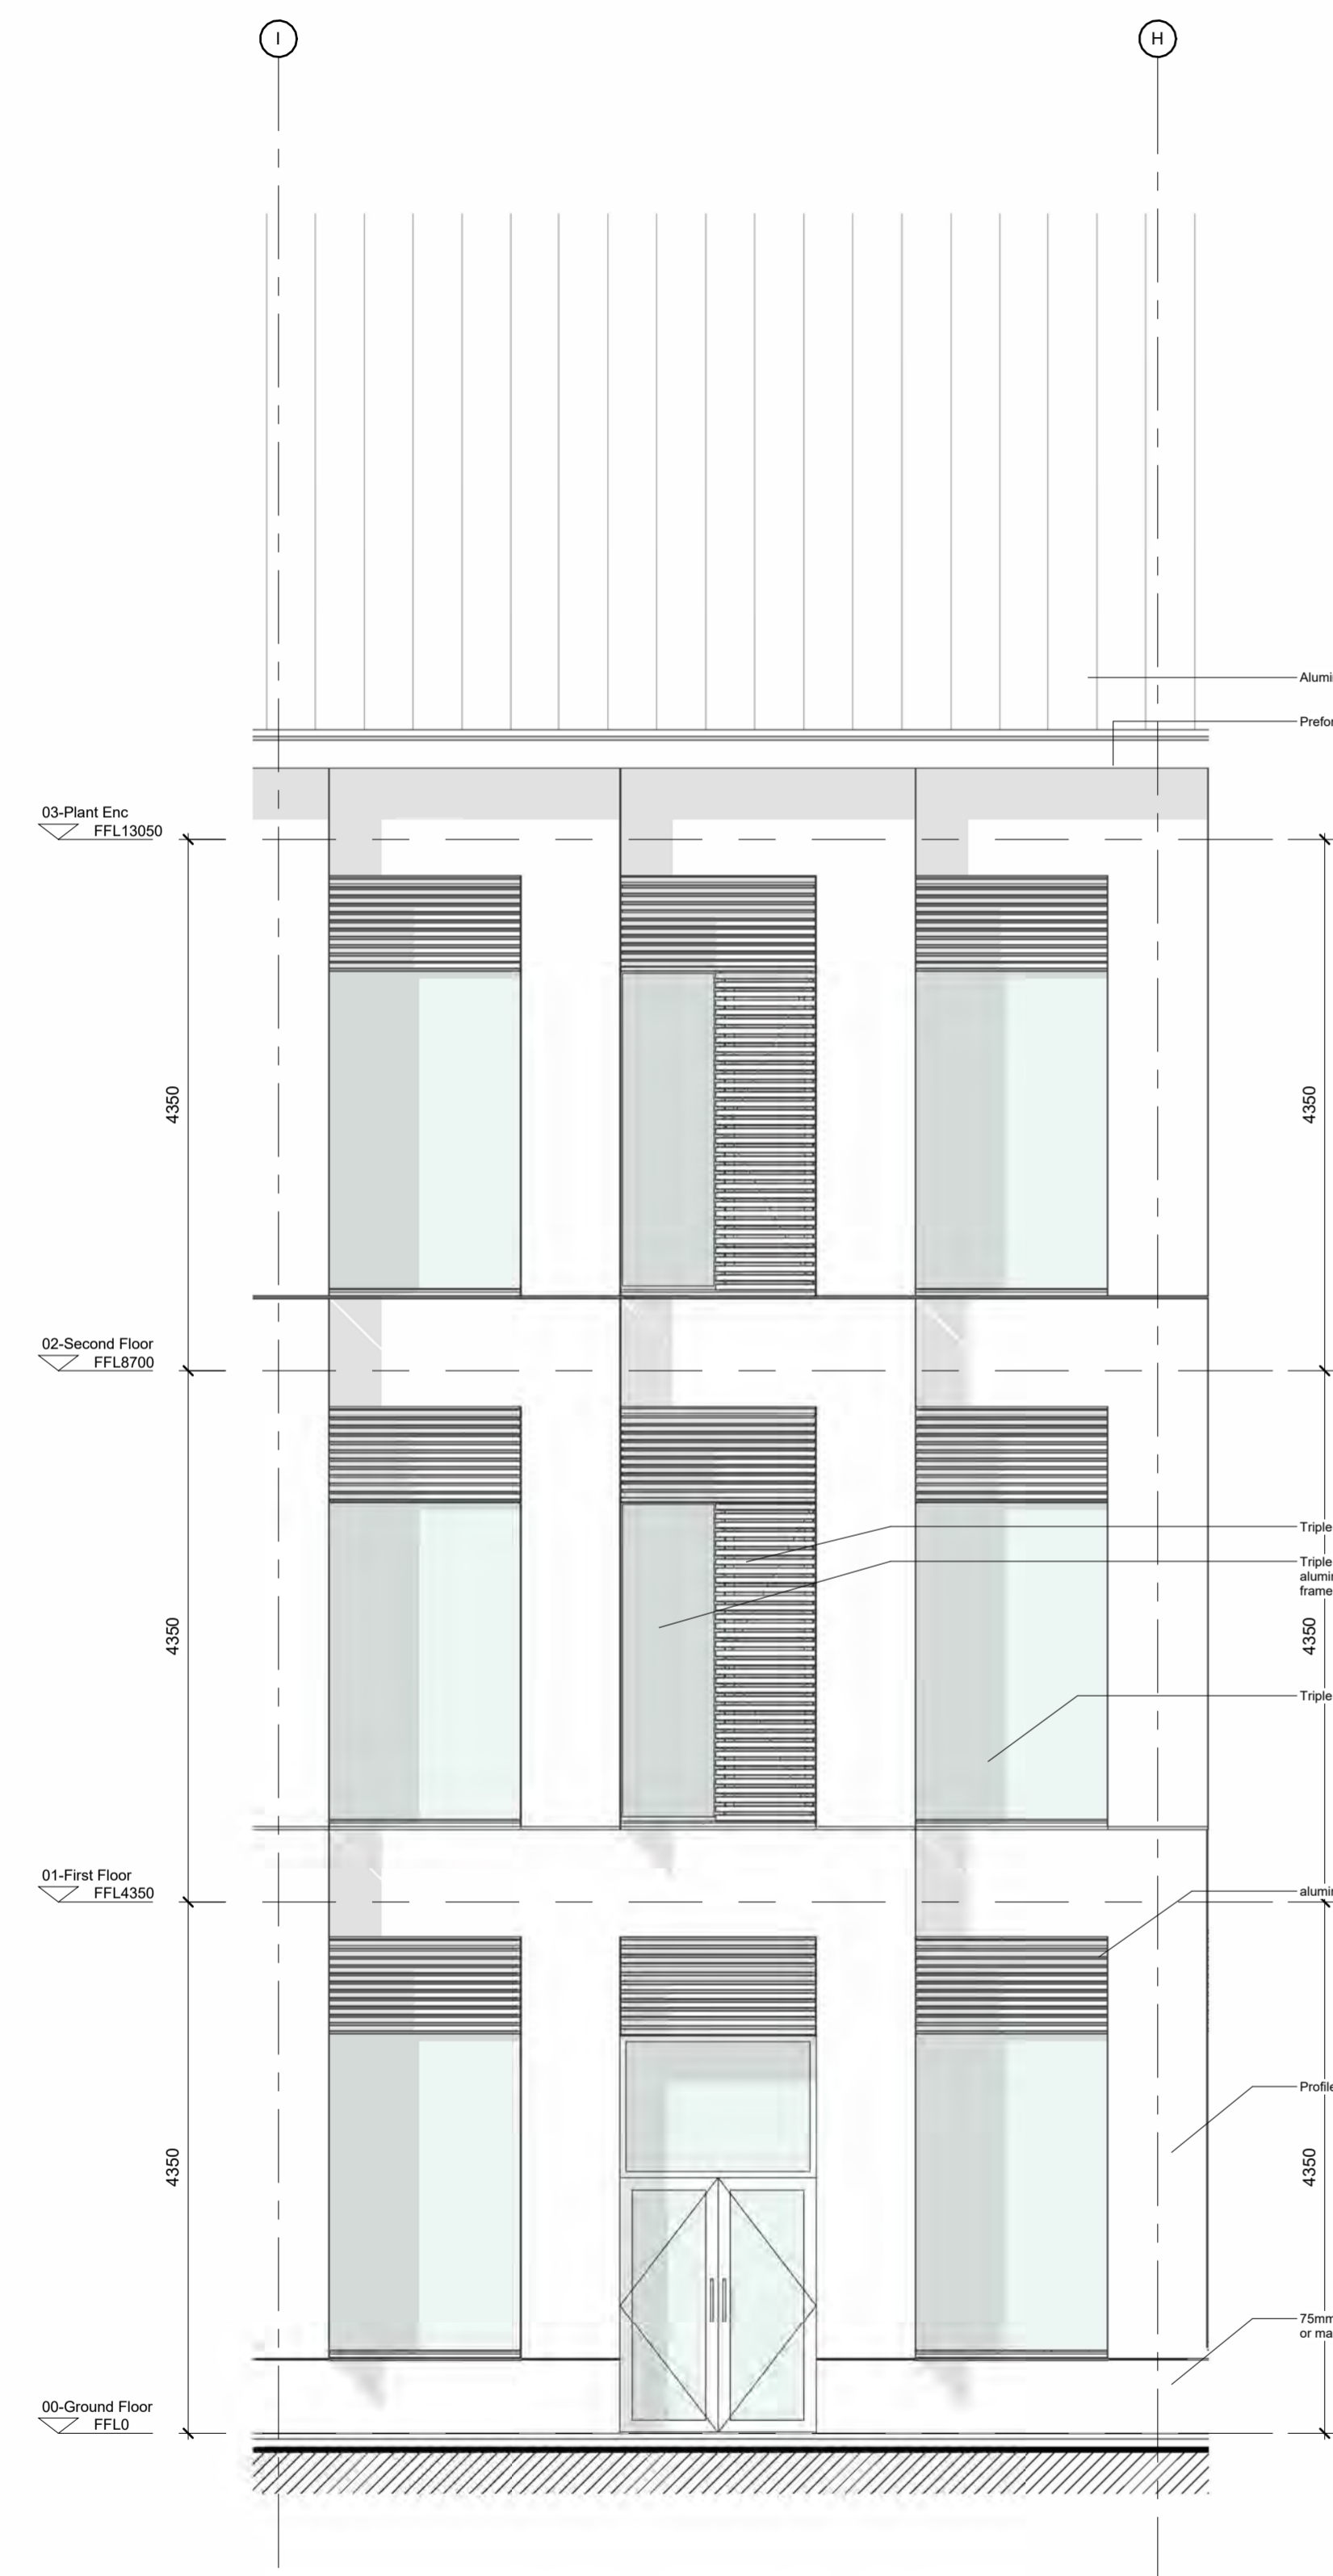 I
H
Alumi
Prefor
03-Plant Enc
FFL13050
4350
4350
02-Second Floor
FFL8700
Triple
Triple
alumi
frame
4350
4350
Triple
01-First Floor
FFL4350
alumi
Profile
4350
4350
75mm
or ma
00-Ground Floor
FFL0